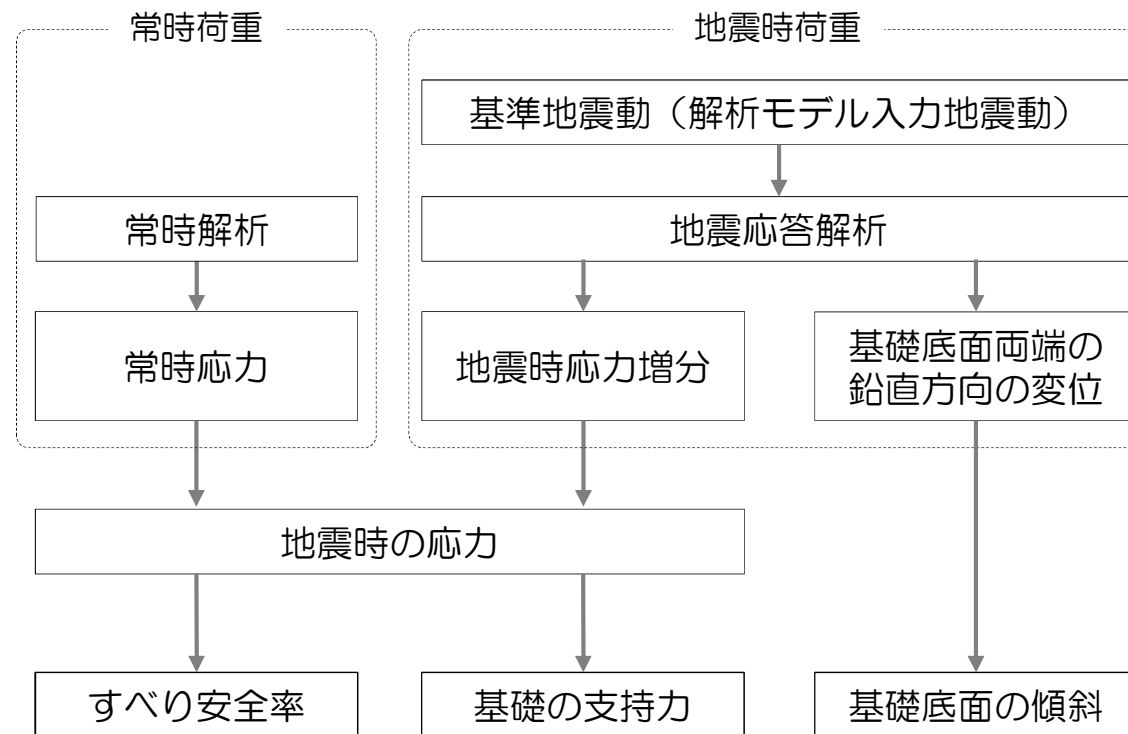 常時荷重
地震時荷重
基準地震動（解析モデル入力地震動）
常時解析
地震応答解析
常時応力
地震時応力増分
基礎底面両端の
鉛直方向の変位
地震時の応力
すべり安全率
基礎の支持力
基礎底面の傾斜